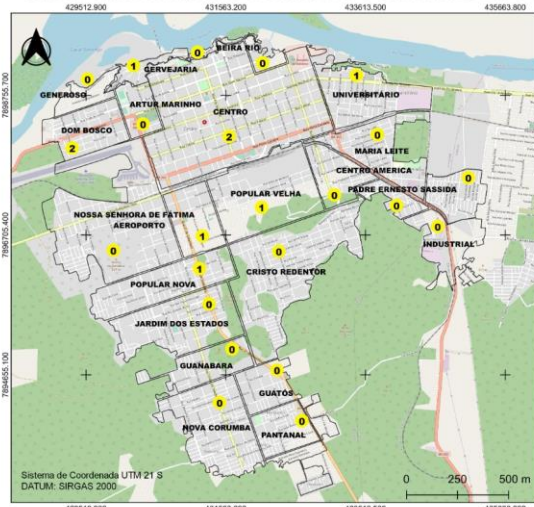 429512.900 431563.200 433613.500 435663.800
BEIRA RIO
0
0
1
CERVEJARIA
0
1
GENEROSO
7898755.700
ARTUR MARINHO
UNIVERSITÁRIO
CENTRO
DOM BOSCO
0
2
0
2
MARIA LEITE
CENTRO AMERICA
0
POPULAR VELHA
PADRE ERNESTO SASSIDA
0
0
1
NOSSA SENHORA DE FÁTIMA
AEROPORTO
0
7896705.400
1
INDUSTRIAL
0
0
1
CRISTO REDENTOR
POPULAR NOVA
0
JARDIM DOS ESTADOS
0
GUANABARA
0
7894655.100
GUATÓS
0
NOVA CORUMBA
0
PANTANAL
Sistema de Coordenada UTM 21 S
DATUM: SIRGAS 2000
0 250 500 m